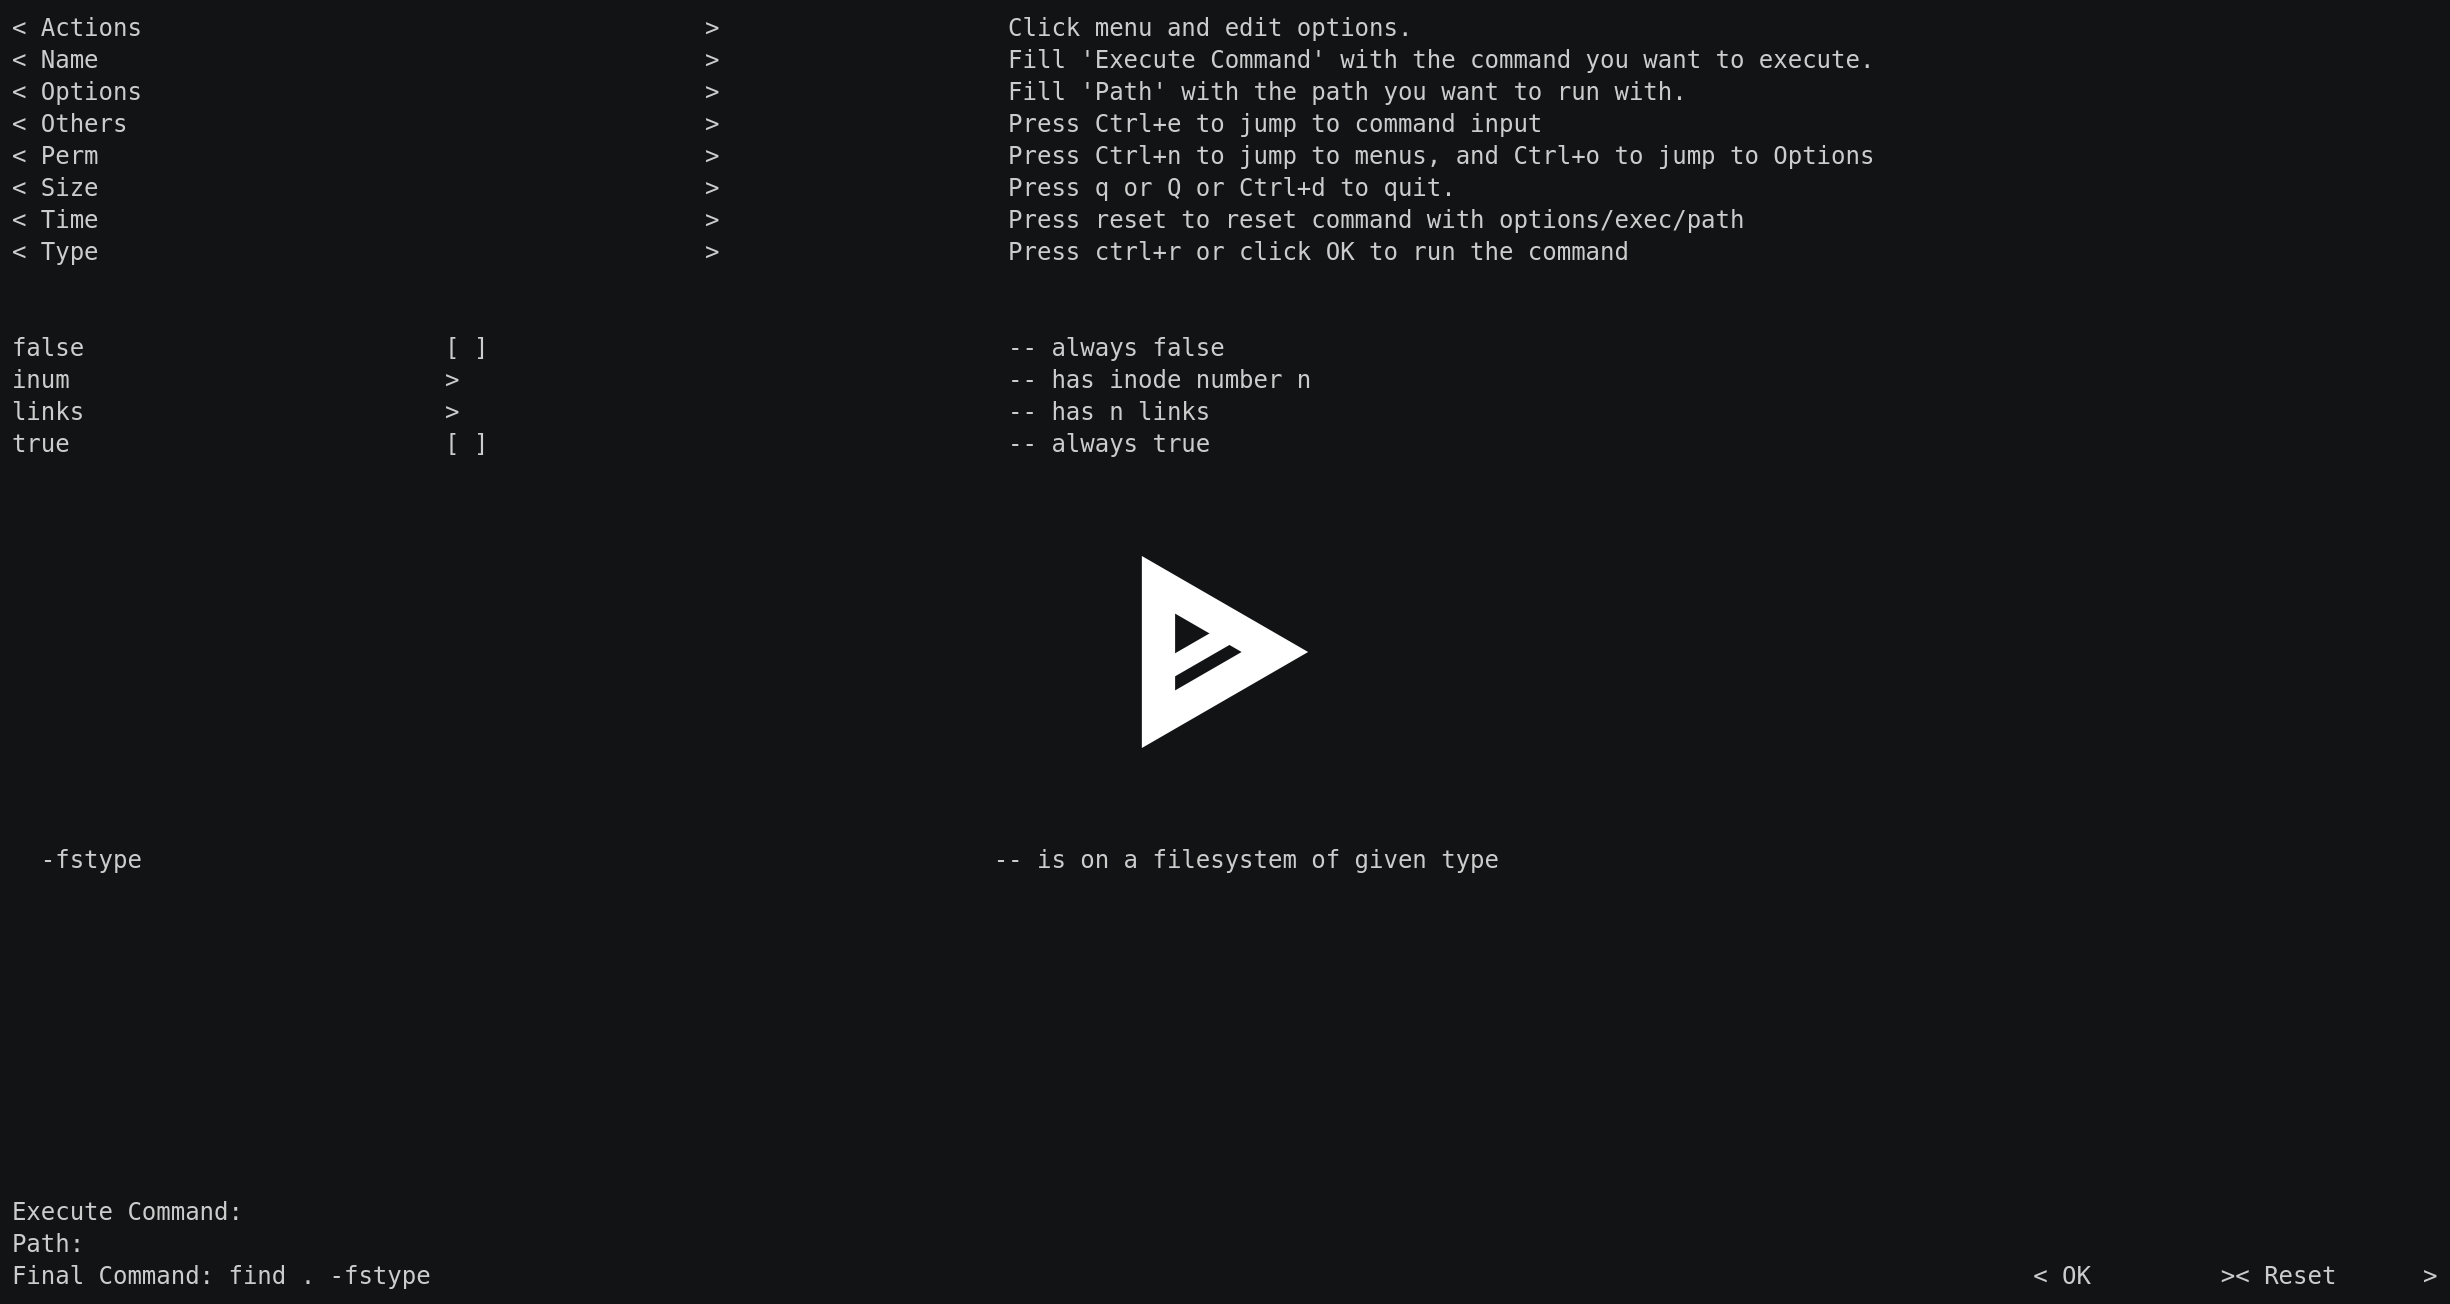 < Actions > Click menu and edit options.
< Name > Fill 'Execute Command' with the command you want to execute.
< Options > Fill 'Path' with the path you want to run with.
< Others > Press Ctrl+e to jump to command input
< Perm > Press Ctrl+n to jump to menus, and Ctrl+o to jump to Options
< Size > Press q or Q or Ctrl+d to quit.
< Time > Press reset to reset command with options/exec/path
< Type > Press ctrl+r or click OK to run the command
false [ ] -- always false
inum > -- has inode number n
links > -- has n links
true [ ] -- always true
-fstype -- is on a filesystem of given type
Execute Command:
Path:
Final Command: find . -fstype < OK >< Reset >